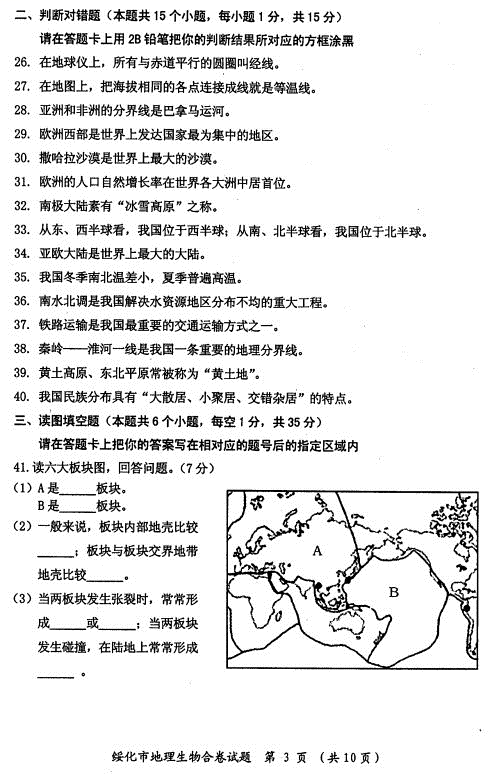 二、判断对错题（本题共15个小题，每小题1分，共15分）
请在答题卡上用2B铅笔把你的判断结果所对应的方框涂黑
26. 在地球仪上，所有与赤道平行的圆圈叫经线。
27. 在地图上，把海拔相同的各点连接成线就是等温线。
28. 亚洲和非洲的分界线是巴拿马运河。
29. 欧洲西部是世界上发达国家最为集中的地区。
30. 撒哈拉沙漠是世界上最大的沙漠。
31. 欧洲的人口自然增长率在世界各大洲中居首位。
32. 南极大陆素有“冰雪高原”之称。
33. 从东、西半球看，我国位于西半球；从南、北半球看，我国位于北半球。
34. 亚欧大陆是世界上最大的大陆。
35. 我国冬季南北温差小，夏季普遍高温。
36. 南水北调是我国解决水资源地区分布不均的重大工程。
37. 铁路运输是我国最重要的交通运输方式之一。
38. 秦岭——淮河一线是我国一条重要的地理分界线。
39. 黄土高原、东北平原常被称为“黄土地”。
40. 我国民族分布具有“大散居、小聚居、交错杂居”的特点。
三、读图填空题（本题共6个小题，每空1分，共35分）
请在答题卡上把你的答案写在相对应的题号后的指定区域内
41.读六大板块图，回答问题。（7分）
（1）A是______板块。
B是______板块。
（2）一般来说，板块内部地壳比较
______；板块与板块交界地带
地壳比较______。
（3）当两板块发生张裂时，常常形
成______或______；当两板块
发生碰撞，在陆地上常常形成
______ 。
A
B
绥化市地理生物合卷试题 第 3 页 （共10页）